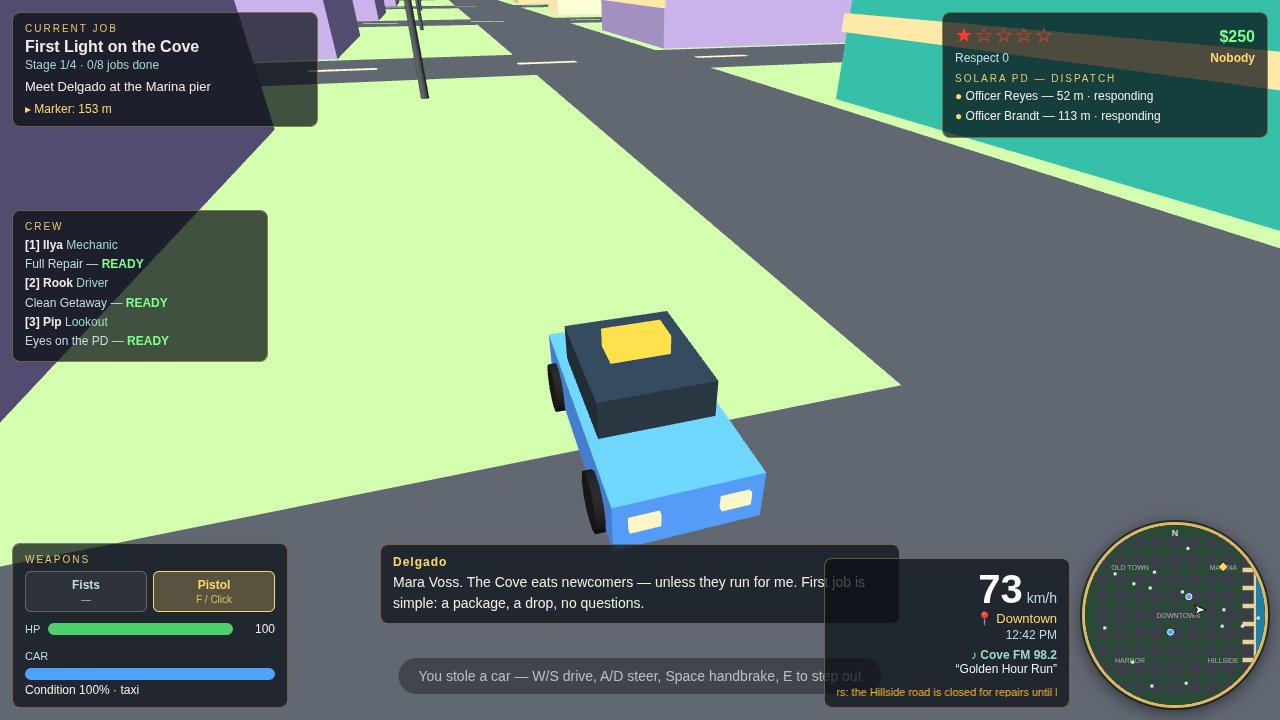 CURRENT JOB
First Light on the Cove
Stage 1/4 · 0/8 jobs done
Meet Delgado at the Marina pier
▸ Marker: 153 m
★☆☆☆☆ $250
Respect 0 Nobody
SOLARA PD — DISPATCH
● Officer Reyes — 52 m · responding
● Officer Brandt — 113 m · responding
CREW
[1] Ilya Mechanic
Full Repair — READY
[2] Rook Driver
Clean Getaway — READY
[3] Pip Lookout
Eyes on the PD — READY
WEAPONS
Fists
—
Pistol
F / Click
HP 100
CAR
Condition 100% · taxi
Delgado
Mara Voss. The Cove eats newcomers — unless they run for me. First job is
simple: a package, a drop, no questions.
You stole a car — W/S drive, A/D steer, Space handbrake, E to step out
73 km/h
📍 Downtown
12:42 PM
♪ Cove FM 98.2
“Golden Hour Run”
rs: the Hillside road is closed for repairs until
N
OLD TOWN
DOWNTOWN
HARBOR
HILLSIDE